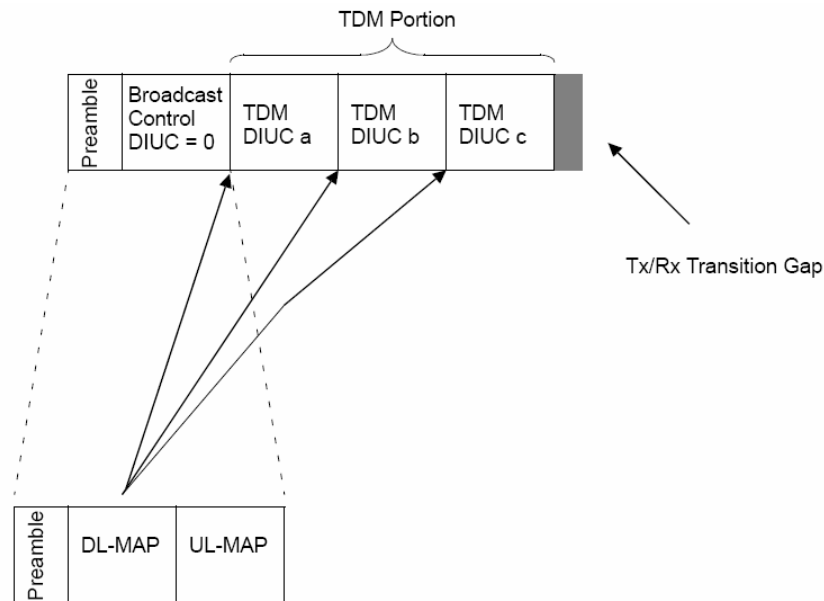 TDM Portion
Preamble
Broadcast
Control
DIUC = 0
TDM
DIUC a
TDM
DIUC b
TDM
DIUC c
Tx/Rx Transition Gap
Preamble
DL-MAP
UL-MAP